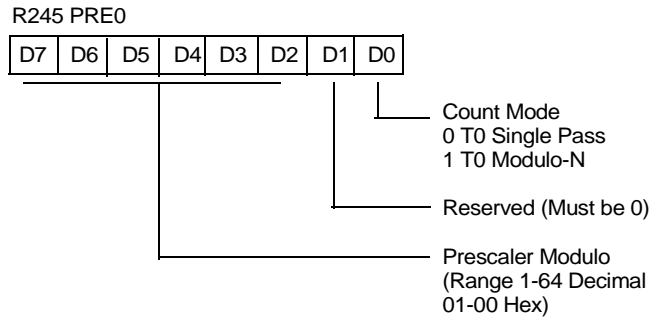 R245 PRE0
D7 D6 D5 D4 D3 D2 D1 D0
Count Mode
0 T0 Single Pass
1 T0 Modulo-N
Reserved (Must be 0)
Prescaler Modulo
(Range 1-64 Decimal
01-00 Hex)